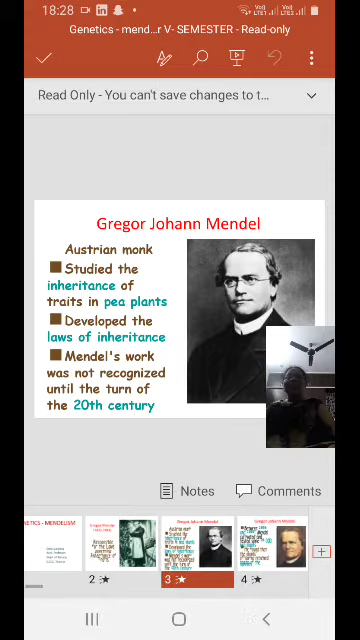 18:28
Genetics - mend...r V- SEMESTER - Read-only
Read Only - You can't save changes to t...
Gregor Johann Mendel
Austrian monk
Studied the
inheritance of
traits in pea plants
Developed the
laws of inheritance
Mendel's work
was not recognized
until the turn of
the 20th century
Notes
Comments
2
3
4